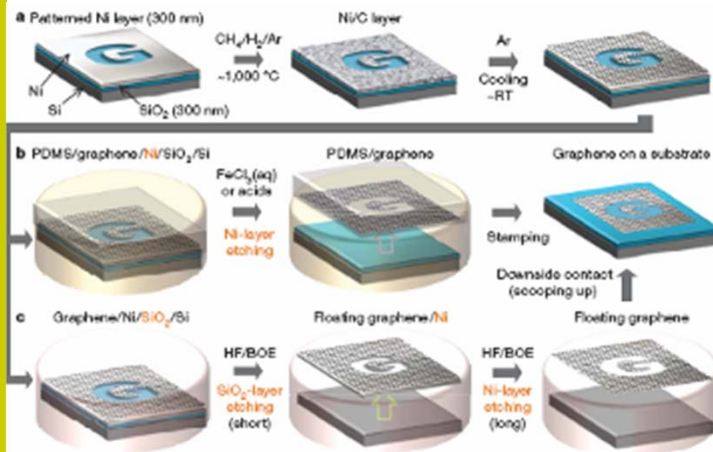 a Patterned Ni layer (300 nm)
CH₄/H₂/Ar
~1,000 °C
Ni/C layer
Ar
Cooling
~RT
Ni
Si
SiO₂ (300 nm)
b PDMS/graphene/Ni/SiO₂/Si
FeCl₃(aq)
or acids
Ni-layer
etching
PDMS/graphene
Stamping
Graphene on a substrate
Downside contact
(scooping up)
c Graphene/Ni/SiO₂/Si
HF/BOE
SiO₂-layer
etching
(short)
Floating graphene/Ni
HF/BOE
Ni-layer
etching
(long)
Floating graphene